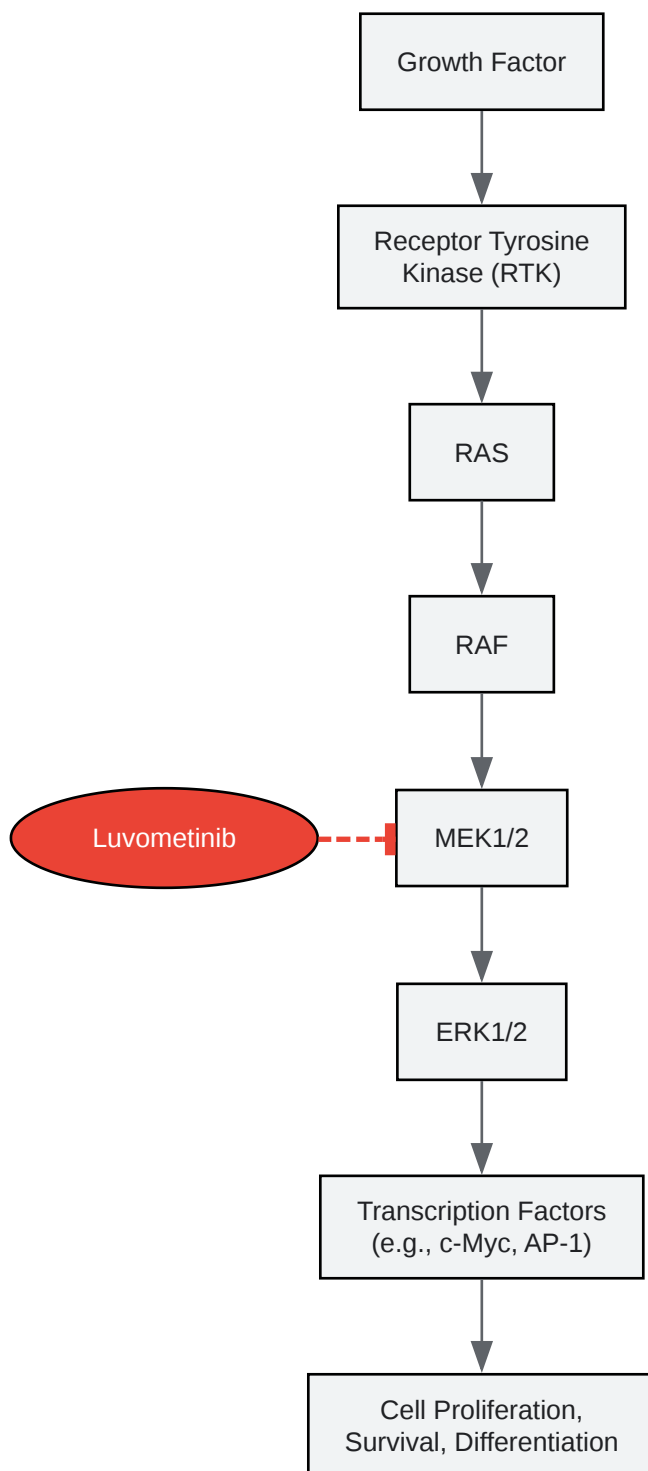 Growth Factor
Receptor Tyrosine
Kinase (RTK)
RAS
RAF
Luvometinib
MEK1/2
ERK1/2
Transcription Factors
(e.g., c-Myc, AP-1)
Cell Proliferation,
Survival, Differentiation